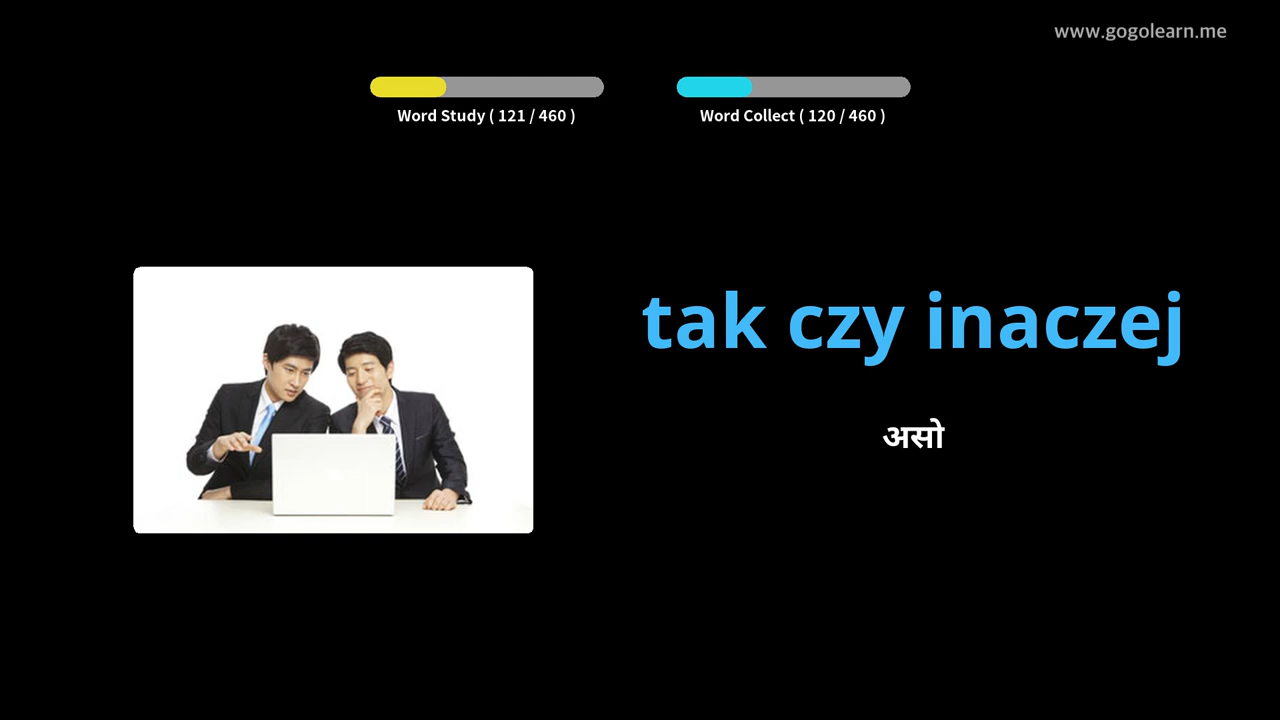 www.gogolearn.me
Word Study ( 121 / 460 )
Word Collect ( 120 / 460 )
tak czy inaczej
असो